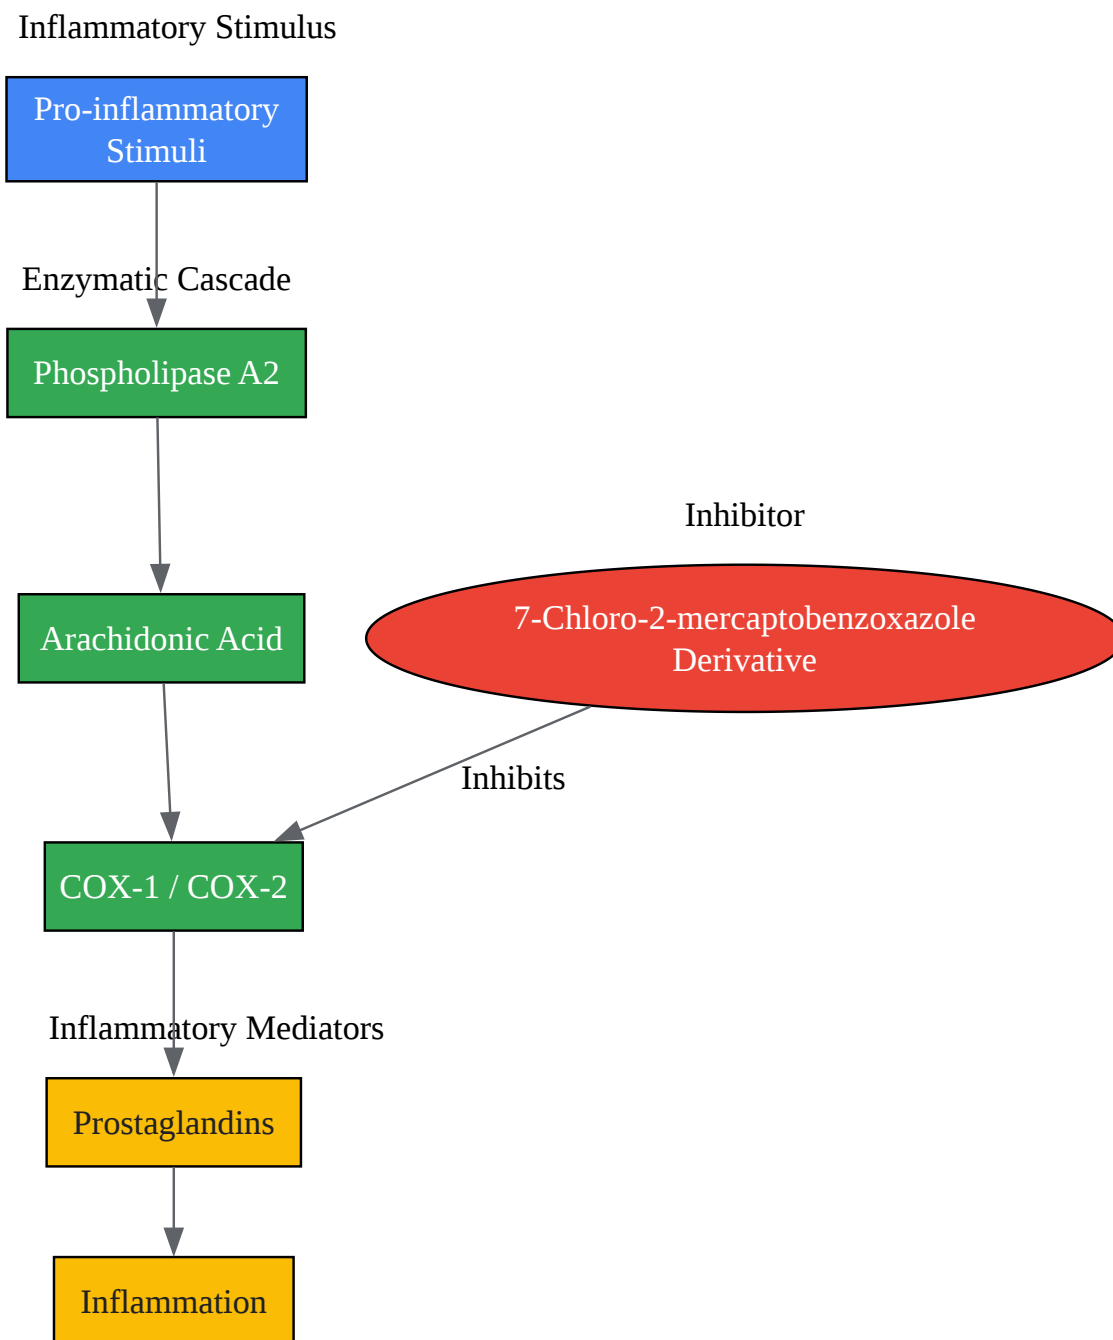 Inflammatory Stimulus
Pro-inflammatory
Stimuli
Enzymatic Cascade
Phospholipase A2
Inhibitor
7-Chloro-2-mercaptobenzoxazole
Derivative
Arachidonic Acid
Inhibits
COX-1 / COX-2
Inflammatory Mediators
Prostaglandins
Inflammation